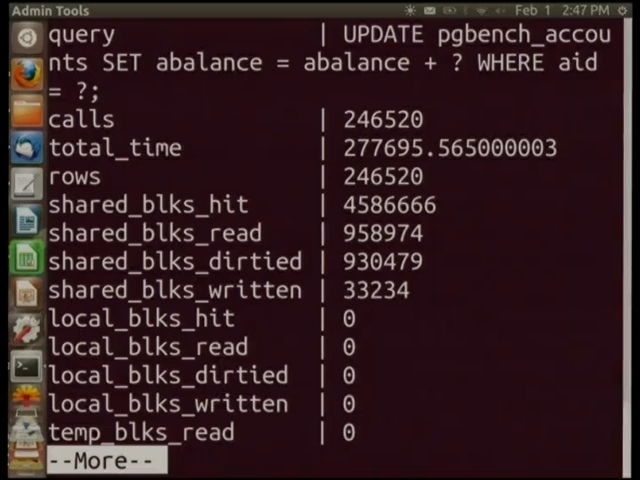 Admin Tools
Feb 1 2:47 PM
query | UPDATE pgbench_accou
nts SET abalance = abalance + ? WHERE aid
= ?;
calls | 246520
total_time | 277695.565000003
rows | 246520
shared_blks_hit | 4586666
shared_blks_read | 958974
shared_blks_dirtied | 930479
shared_blks_written | 33234
local_blks_hit | 0
local_blks_read | 0
local_blks_dirtied | 0
local_blks_written | 0
temp_blks_read | 0
--More--